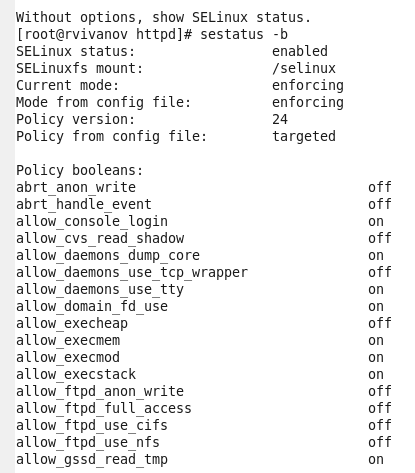 Without options, show SELinux status.
[root@rvivanov httpd]# sestatus -b
SELinux status:                 enabled
SELinuxfs mount:                /selinux
Current mode:                   enforcing
Mode from config file:          enforcing
Policy version:                 24
Policy from config file:        targeted

Policy booleans:
abrt_anon_write                             off
abrt_handle_event                           off
allow_console_login                         on
allow_cvs_read_shadow                       off
allow_daemons_dump_core                     on
allow_daemons_use_tcp_wrapper               off
allow_daemons_use_tty                       on
allow_domain_fd_use                         on
allow_execheap                              off
allow_execmem                               on
allow_execmod                               on
allow_execstack                             on
allow_ftpd_anon_write                       off
allow_ftpd_full_access                      off
allow_ftpd_use_cifs                         off
allow_ftpd_use_nfs                          off
allow_gssd_read_tmp                         on